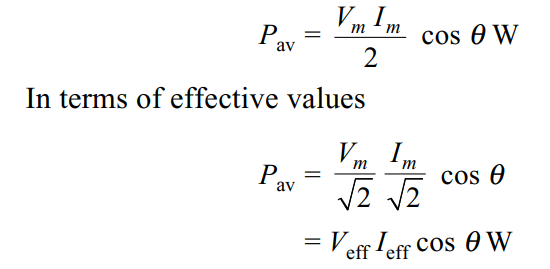 P_av = (V_m I_m)/2 cos θ W
In terms of effective values
P_av = V_m/√2 I_m/√2 cos θ
= V_eff I_eff cos θ W